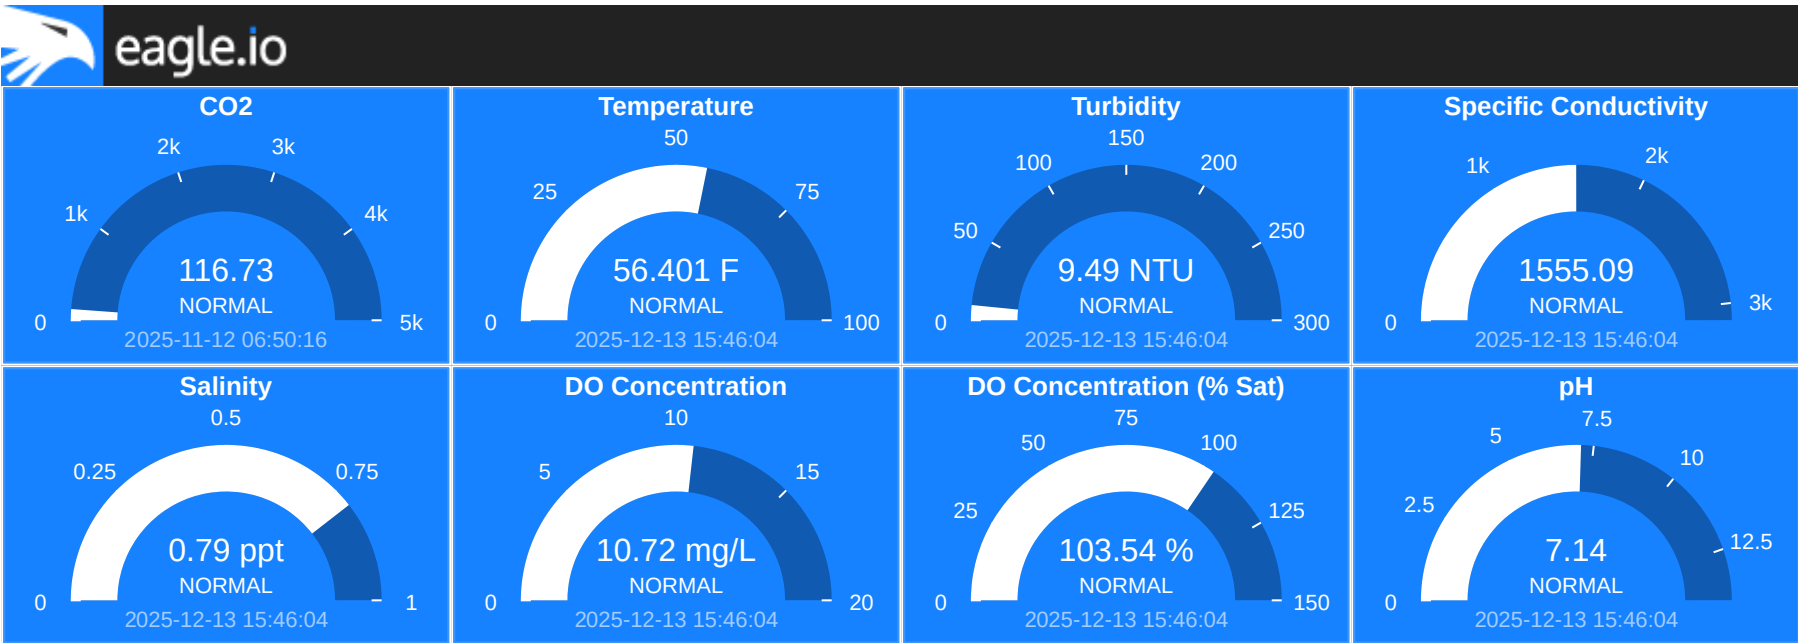 eagle.io
CO2
0
1k
2k
3k
4k
5k
116.73
NORMAL
2025-11-12 06:50:16
Temperature
0
25
50
75
100
56.401 F
NORMAL
2025-12-13 15:46:04
Turbidity
0
50
100
150
200
250
300
9.49 NTU
NORMAL
2025-12-13 15:46:04
Specific Conductivity
0
1k
2k
3k
1555.09
NORMAL
2025-12-13 15:46:04
Salinity
0
0.25
0.5
0.75
1
0.79 ppt
NORMAL
2025-12-13 15:46:04
DO Concentration
0
5
10
15
20
10.72 mg/L
NORMAL
2025-12-13 15:46:04
DO Concentration (% Sat)
0
25
50
75
100
125
150
103.54 %
NORMAL
2025-12-13 15:46:04
pH
0
2.5
5
7.5
10
12.5
7.14
NORMAL
2025-12-13 15:46:04